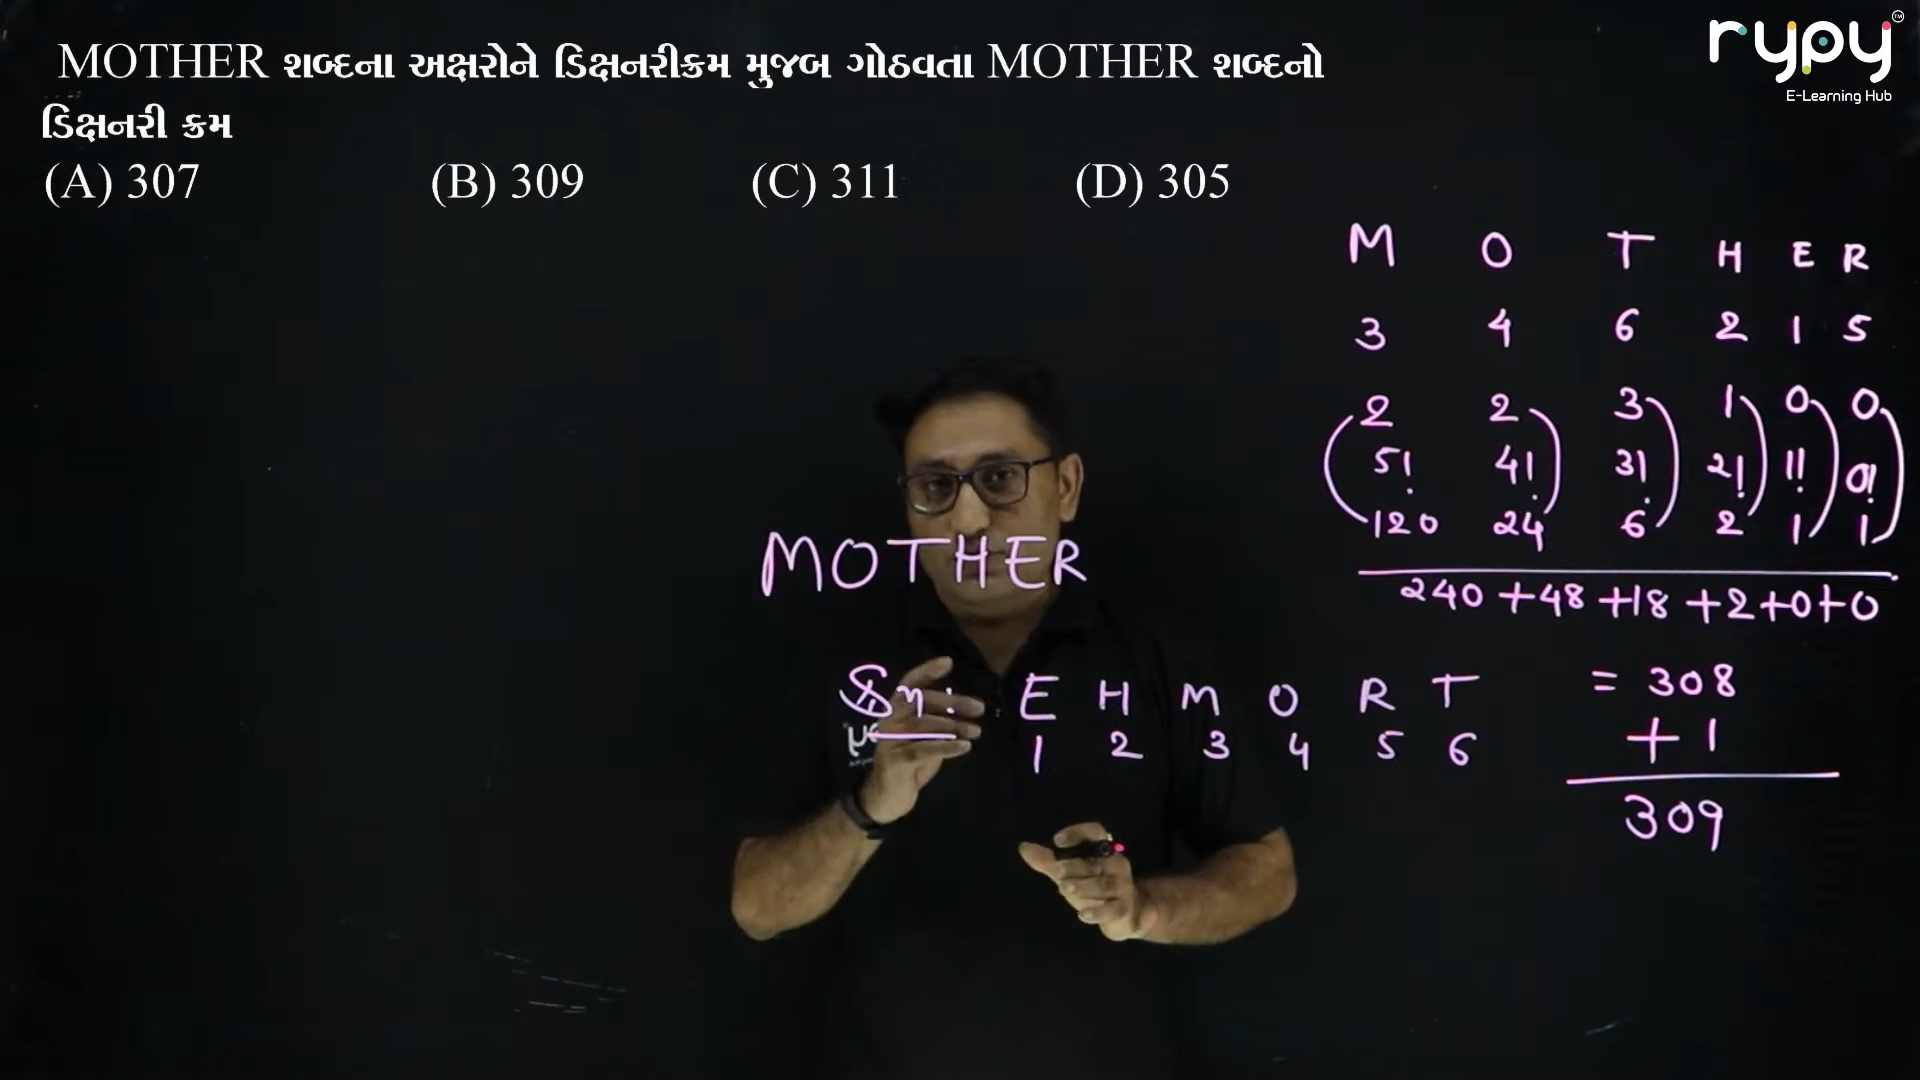 MOTHER શબ્દના અક્ષરોને ડિક્ષનરીક્રમ મુજબ ગોઠવતા MOTHER શબ્દનો
ડિક્ષનરી ક્રમ
(A) 307 (B) 309 (C) 311 (D) 305
rypy TM
E-Learning Hub
M O T H E R
3 4 6 2 1 5
(2 2) 3) 1) 0) 0)
5! 4! 3! 2! 1! 0!
120 24 6 2 1 1
240 + 48 + 18 + 2 + 0 + 0
= 308
+ 1
309
MOTHER
ક્રમ: E H M O R T
1 2 3 4 5 6